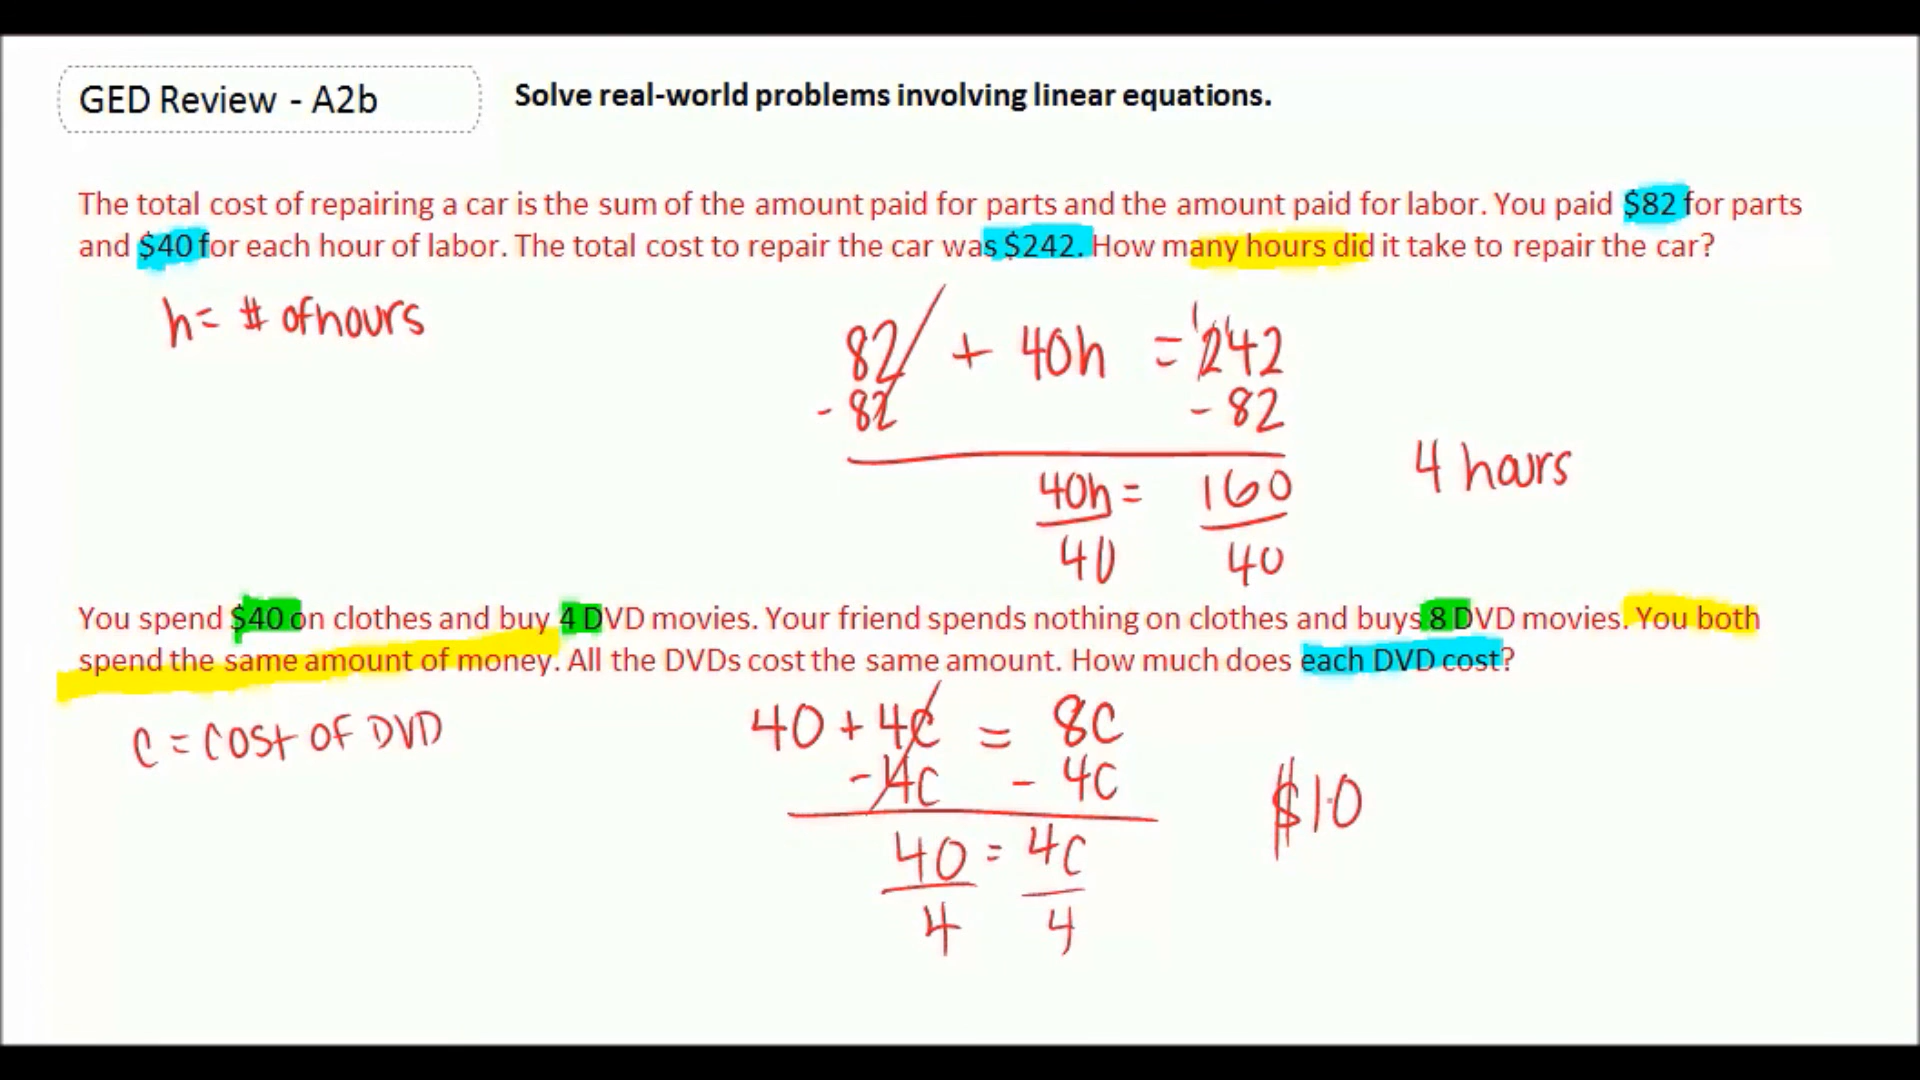 GED Review - A2b
Solve real-world problems involving linear equations.
The total cost of repairing a car is the sum of the amount paid for parts and the amount paid for labor. You paid $82 for parts
and $40 for each hour of labor. The total cost to repair the car was $242. How many hours did it take to repair the car?
h = # of hours
82 + 40h = 242
- 82 - 82
40h = 160
40 40
4 hours
You spend $40 on clothes and buy 4 DVD movies. Your friend spends nothing on clothes and buys 8 DVD movies. You both
spend the same amount of money. All the DVDs cost the same amount. How much does each DVD cost?
C = COST OF DVD
40 + 4C = 8C
- 4C - 4C
40 = 4C
4 4
$10